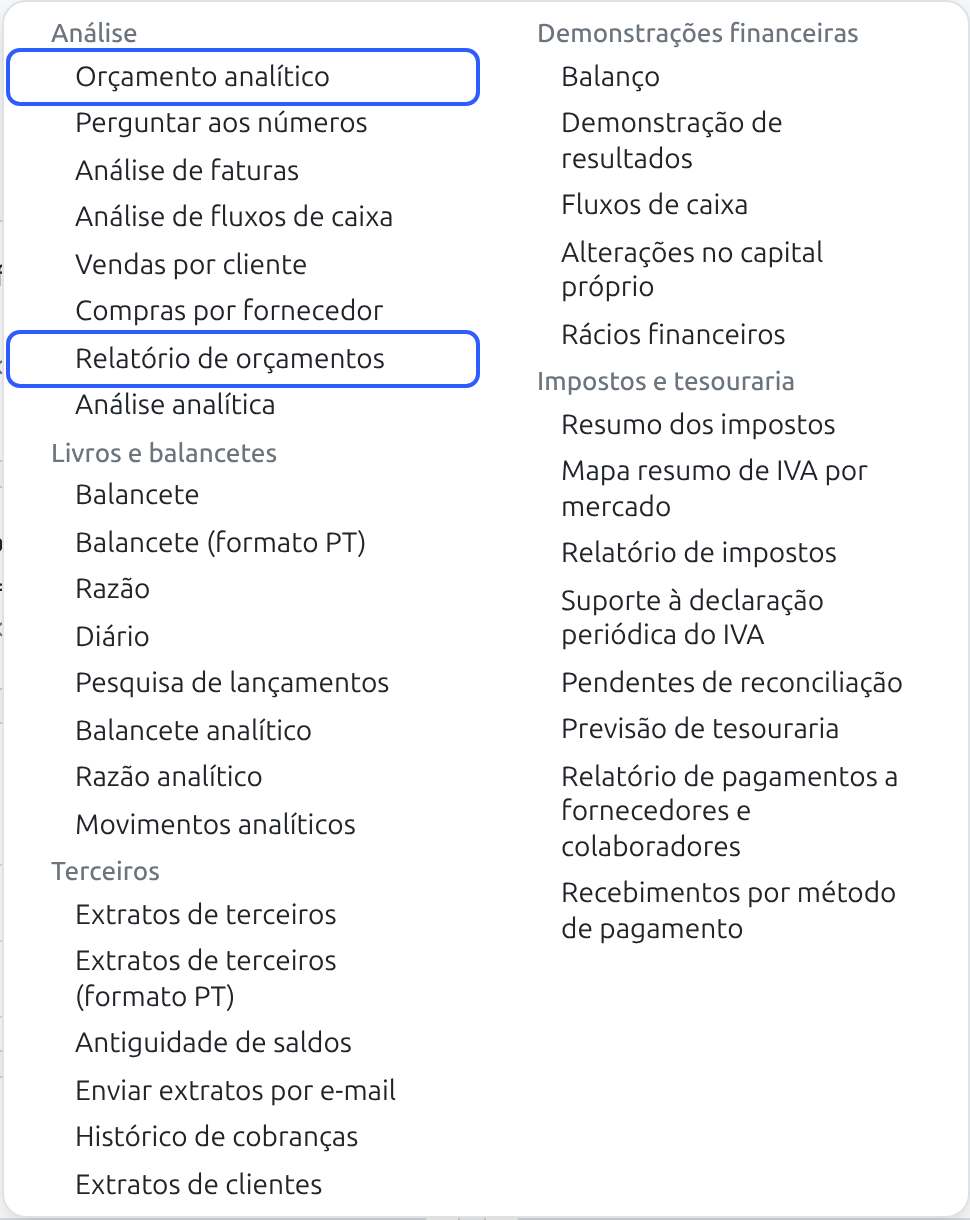 Análise
Orçamento analítico
Perguntar aos números
Análise de faturas
Análise de fluxos de caixa
Vendas por cliente
Compras por fornecedor
Relatório de orçamentos
Análise analítica
Livros e balancetes
Balancete
Balancete (formato PT)
Razão
Diário
Pesquisa de lançamentos
Balancete analítico
Razão analítico
Movimentos analíticos
Terceiros
Extratos de terceiros
Extratos de terceiros
(formato PT)
Antiguidade de saldos
Enviar extratos por e-mail
Histórico de cobranças
Extratos de clientes
Demonstrações financeiras
Balanço
Demonstração de
resultados
Fluxos de caixa
Alterações no capital
próprio
Rácios financeiros
Impostos e tesouraria
Resumo dos impostos
Mapa resumo de IVA por
mercado
Relatório de impostos
Suporte à declaração
periódica do IVA
Pendentes de reconciliação
Previsão de tesouraria
Relatório de pagamentos a
fornecedores e
colaboradores
Recebimentos por método
de pagamento